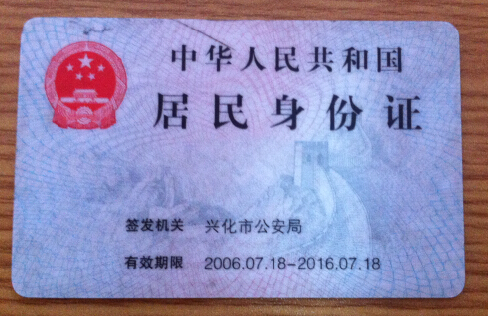 中华人民共和国
居民身份证
签发机关 兴化市公安局
有效期限 2006.07.18-2016.07.18